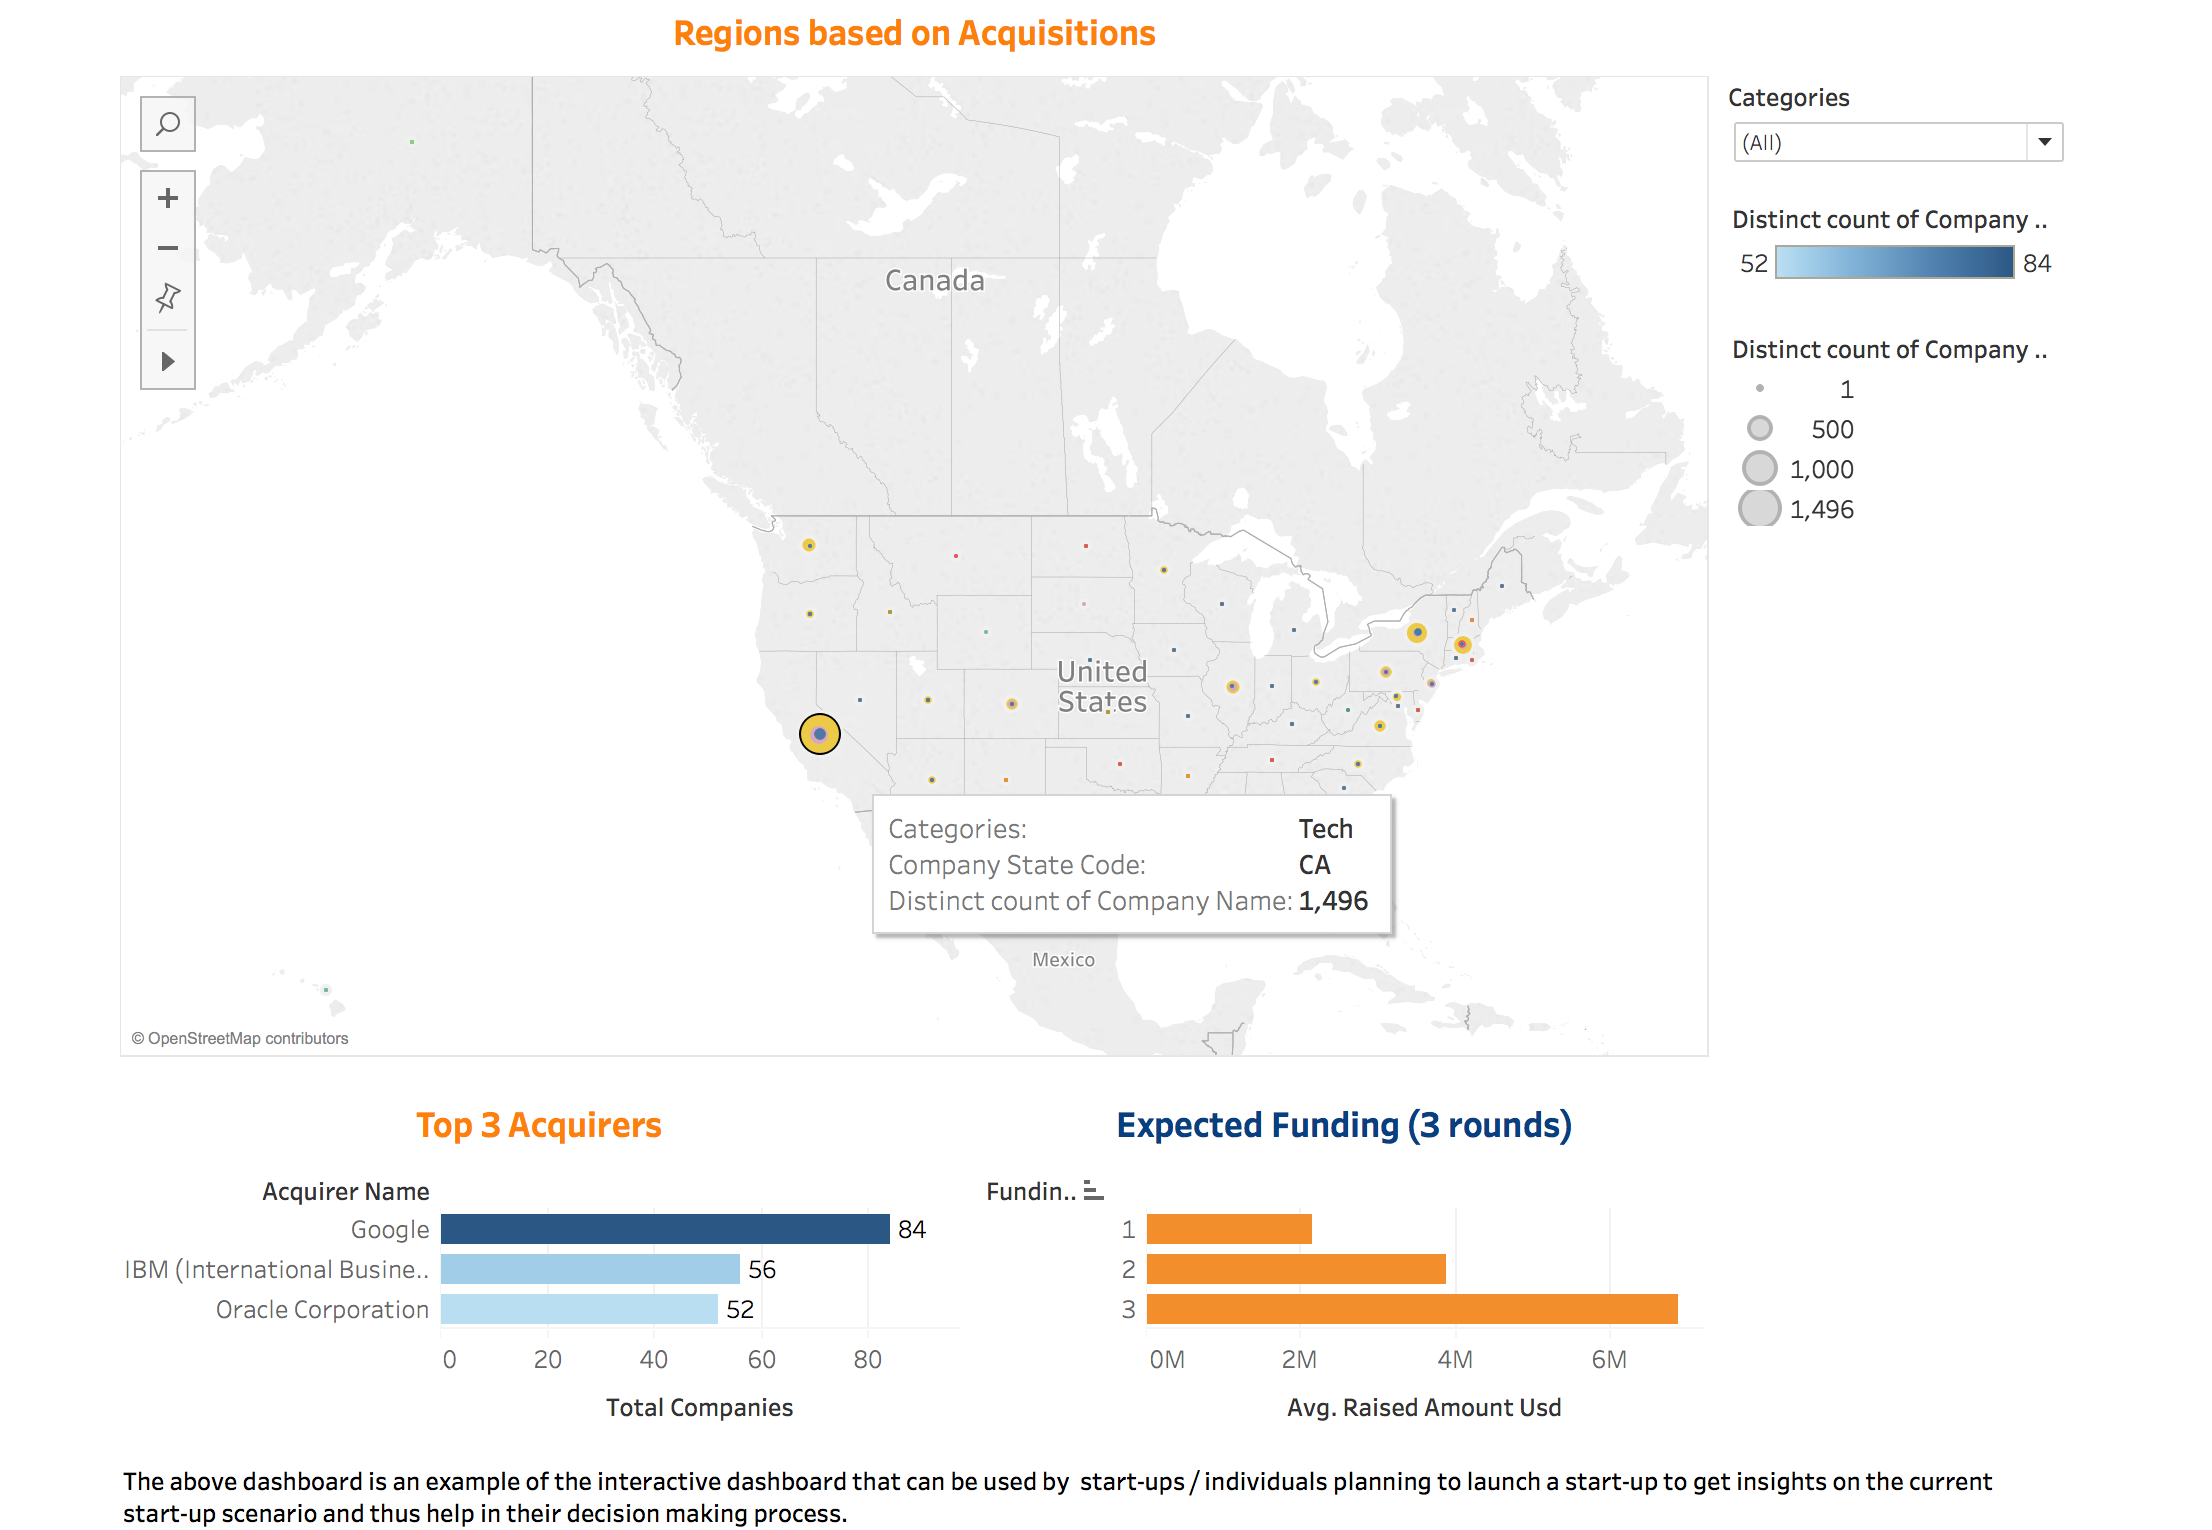 Regions based on Acquisitions
Categories
(All)
Distinct count of Company ..
52 84
Distinct count of Company ..
1
500
1,000
1,496
Canada
United
States
Categories: Tech
Company State Code: CA
Distinct count of Company Name: 1,496
Mexico
© OpenStreetMap contributors
Top 3 Acquirers
Acquirer Name
Google 84
IBM (International Busine.. 56
Oracle Corporation 52
0 20 40 60 80
Total Companies
Expected Funding (3 rounds)
Fundin..
1
2
3
0M 2M 4M 6M
Avg. Raised Amount Usd
The above dashboard is an example of the interactive dashboard that can be used by  start-ups / individuals planning to launch a start-up to get insights on the current
start-up scenario and thus help in their decision making process.